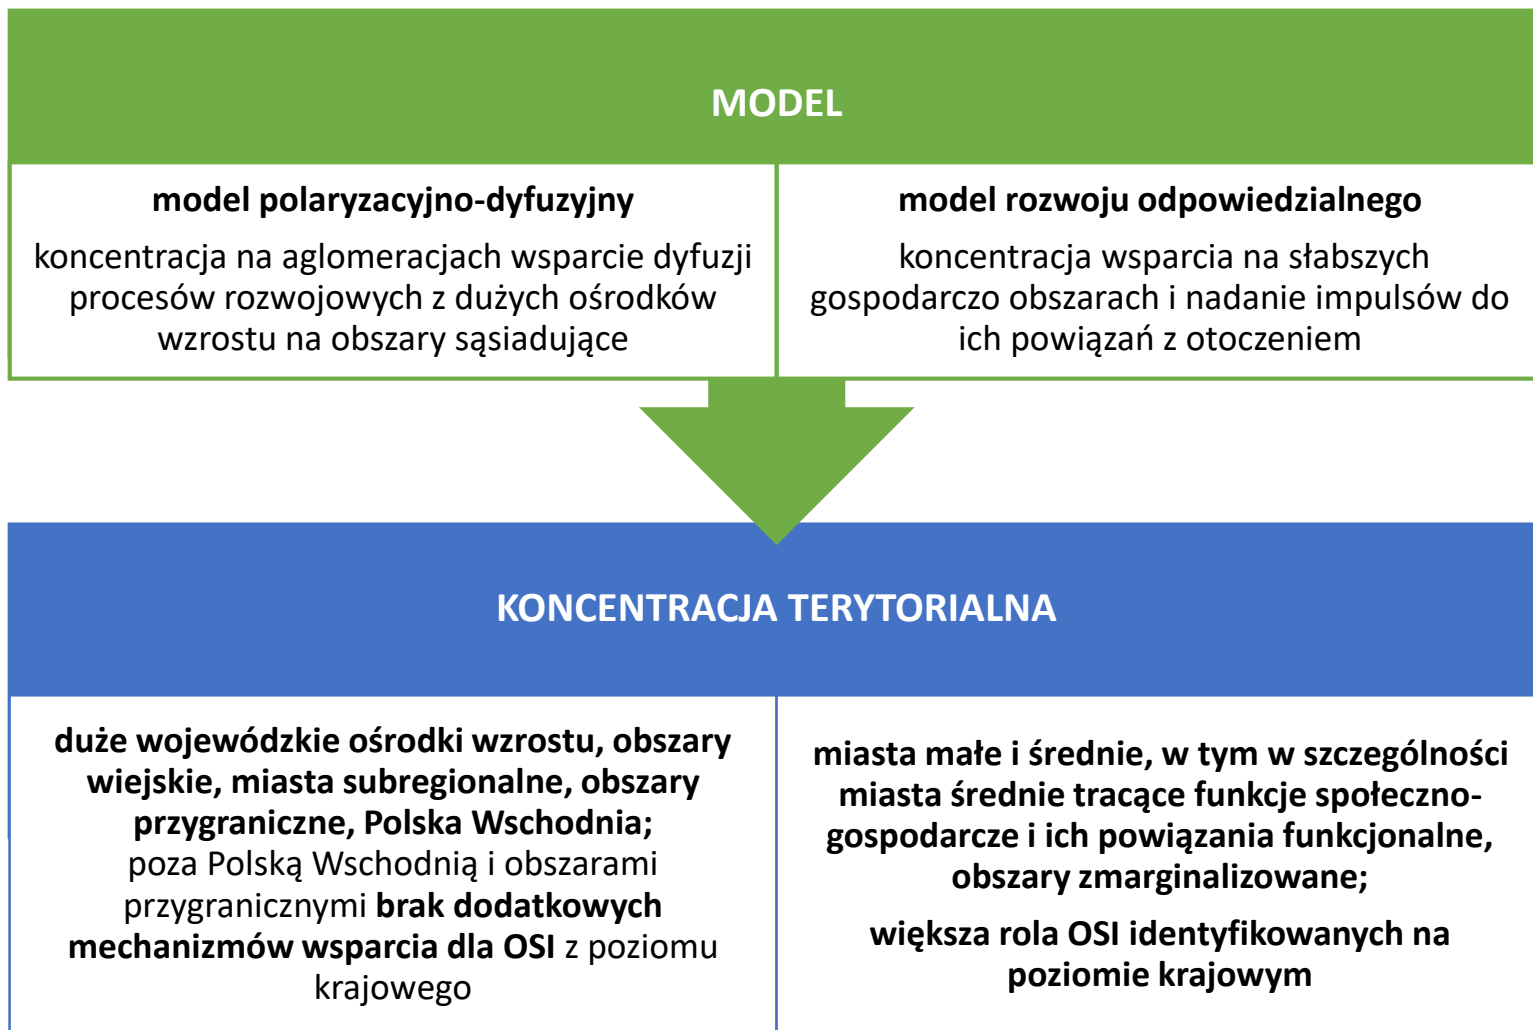 MODEL
model polaryzacyjno-dyfuzyjny
koncentracja na aglomeracjach wsparcie dyfuzji
procesów rozwojowych z dużych ośrodków
wzrostu na obszary sąsiadujące
model rozwoju odpowiedzialnego
koncentracja wsparcia na słabszych
gospodarczo obszarach i nadanie impulsów do
ich powiązań z otoczeniem
KONCENTRACJA TERYTORIALNA
duże wojewódzkie ośrodki wzrostu, obszary
wiejskie, miasta subregionalne, obszary
przygraniczne, Polska Wschodnia;
poza Polską Wschodnią i obszarami
przygranicznymi brak dodatkowych
mechanizmów wsparcia dla OSI z poziomu
krajowego
miasta małe i średnie, w tym w szczególności
miasta średnie tracące funkcje społeczno-
gospodarcze i ich powiązania funkcjonalne,
obszary zmarginalizowane;
większa rola OSI identyfikowanych na
poziomie krajowym